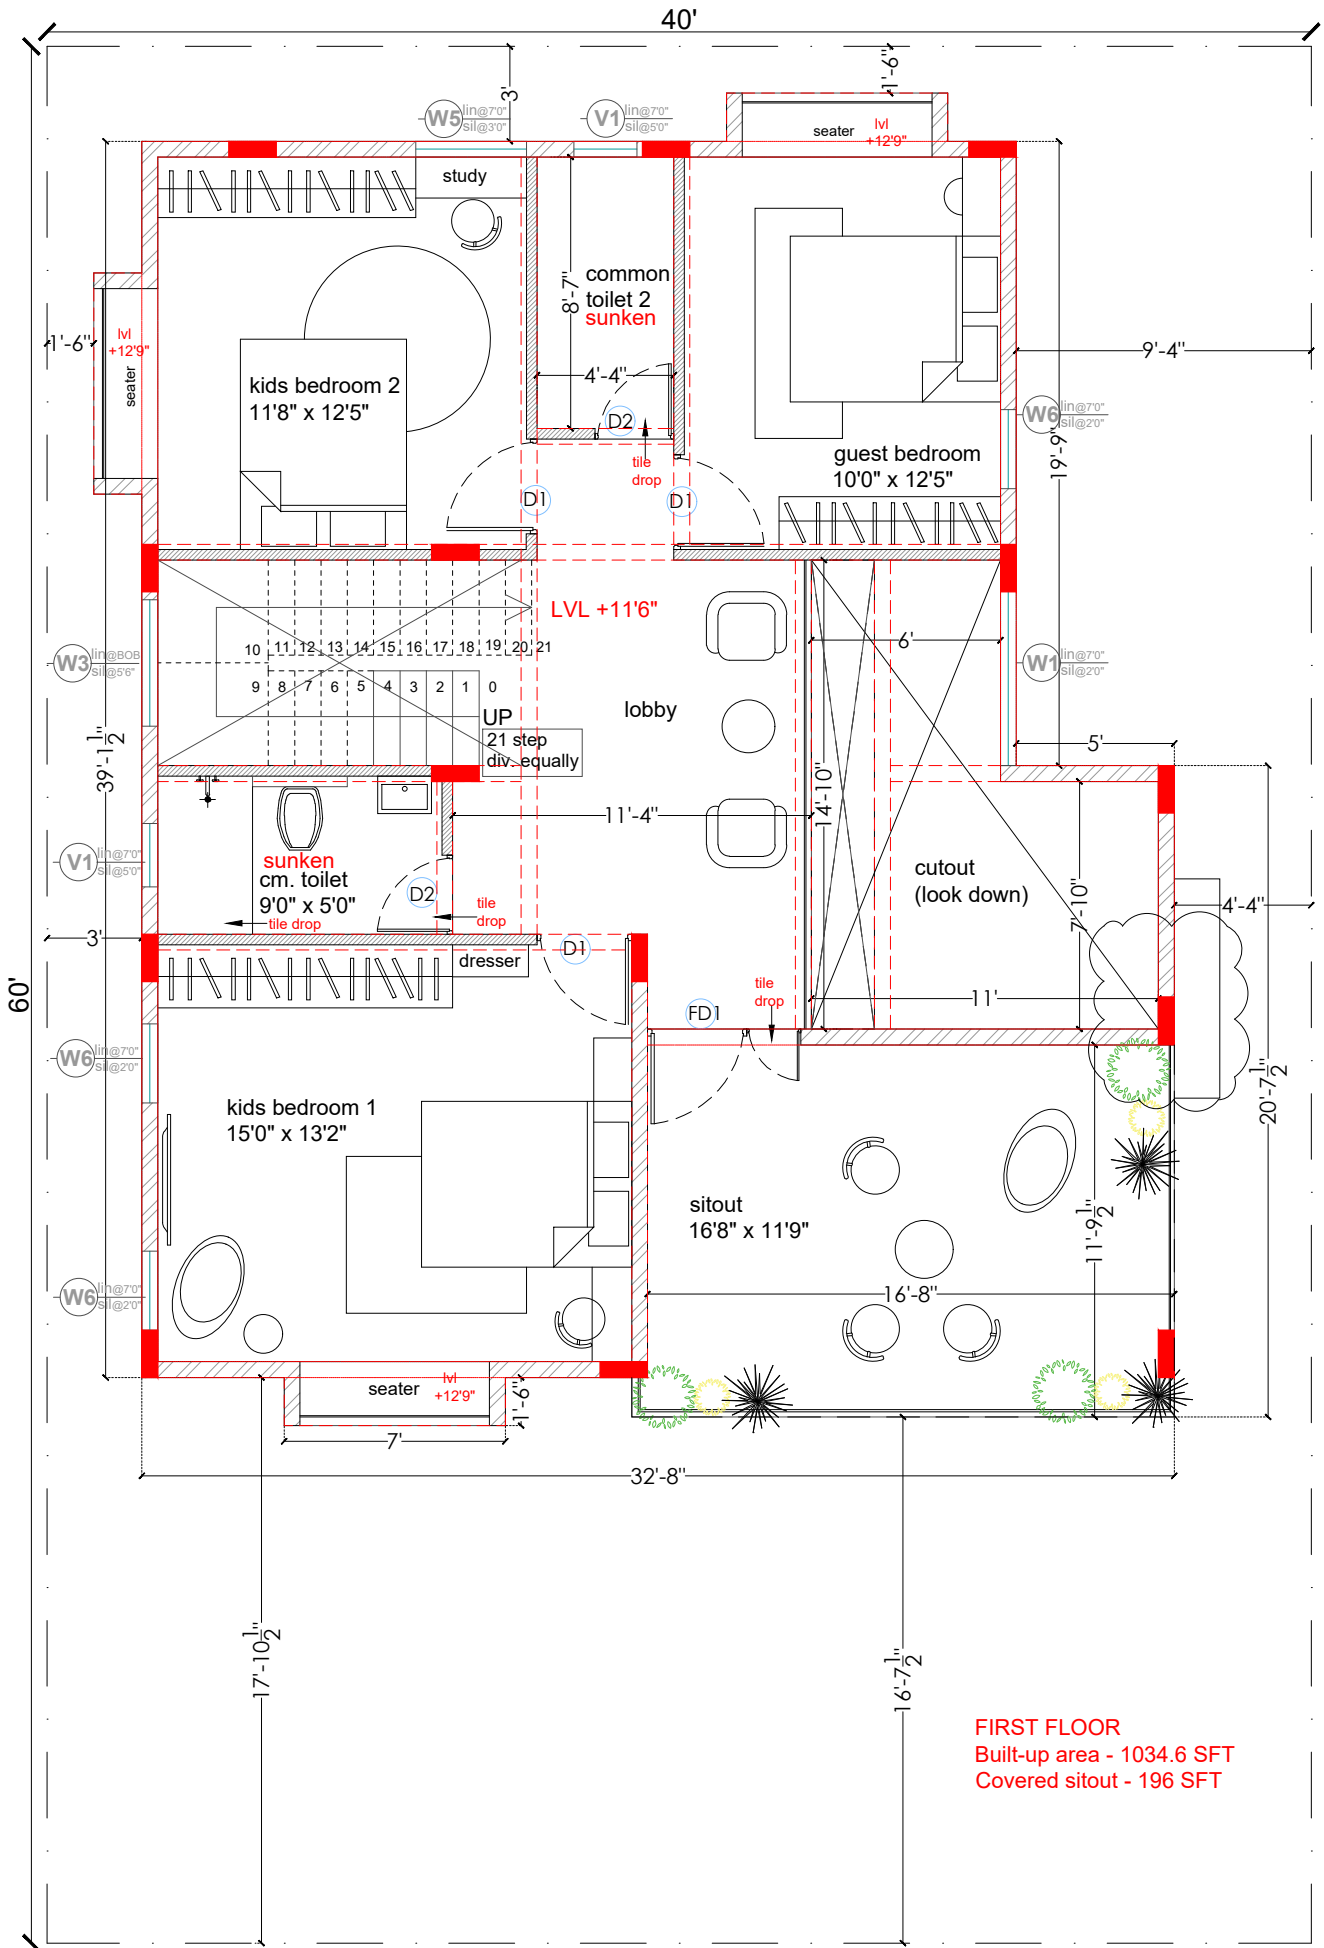 40'
3'
1'-6"
W5 lin@7'0"
sil@3'0"
V1 lin@7'0"
sil@5'0"
seater
lvl
+12'9"
study
8'-7"
common
toilet 2
sunken
1'-6"
lvl
+12'9"
seater
9'-4"
4'-4"
kids bedroom 2
11'8" x 12'5"
D2
W6 lin@7'0"
sil@2'0"
19'-9"
guest bedroom
10'0" x 12'5"
tile
drop
D1
D1
LVL +11'6"
10 11 12 13 14 15 16 17 18 19 20 21
6'
W3 lin@BOB
sil@5'6"
W1 lin@7'0"
sil@2'0"
9 8 7 6 5 4 3 2 1 0
UP
lobby
21 step
div. equally
39'-1 1/2"
5'
14'-10"
11'-4"
V1 lin@7'0"
sil@5'0"
sunken
cm. toilet
9'0" x 5'0"
tile drop
D2
tile
drop
cutout
(look down)
7'-10"
4'-4"
3'
D1
dresser
60'
tile
drop
11'
FD1
W6 lin@7'0"
sil@2'0"
20'-7 1/2"
kids bedroom 1
15'0" x 13'2"
sitout
16'8" x 11'9"
11'-9 1/2"
W6 lin@7'0"
sil@2'0"
16'-8"
seater
lvl
+12'9"
1'-6"
7'
32'-8"
17'-10 1/2"
16'-7 1/2"
FIRST FLOOR
Built-up area - 1034.6 SFT
Covered sitout - 196 SFT